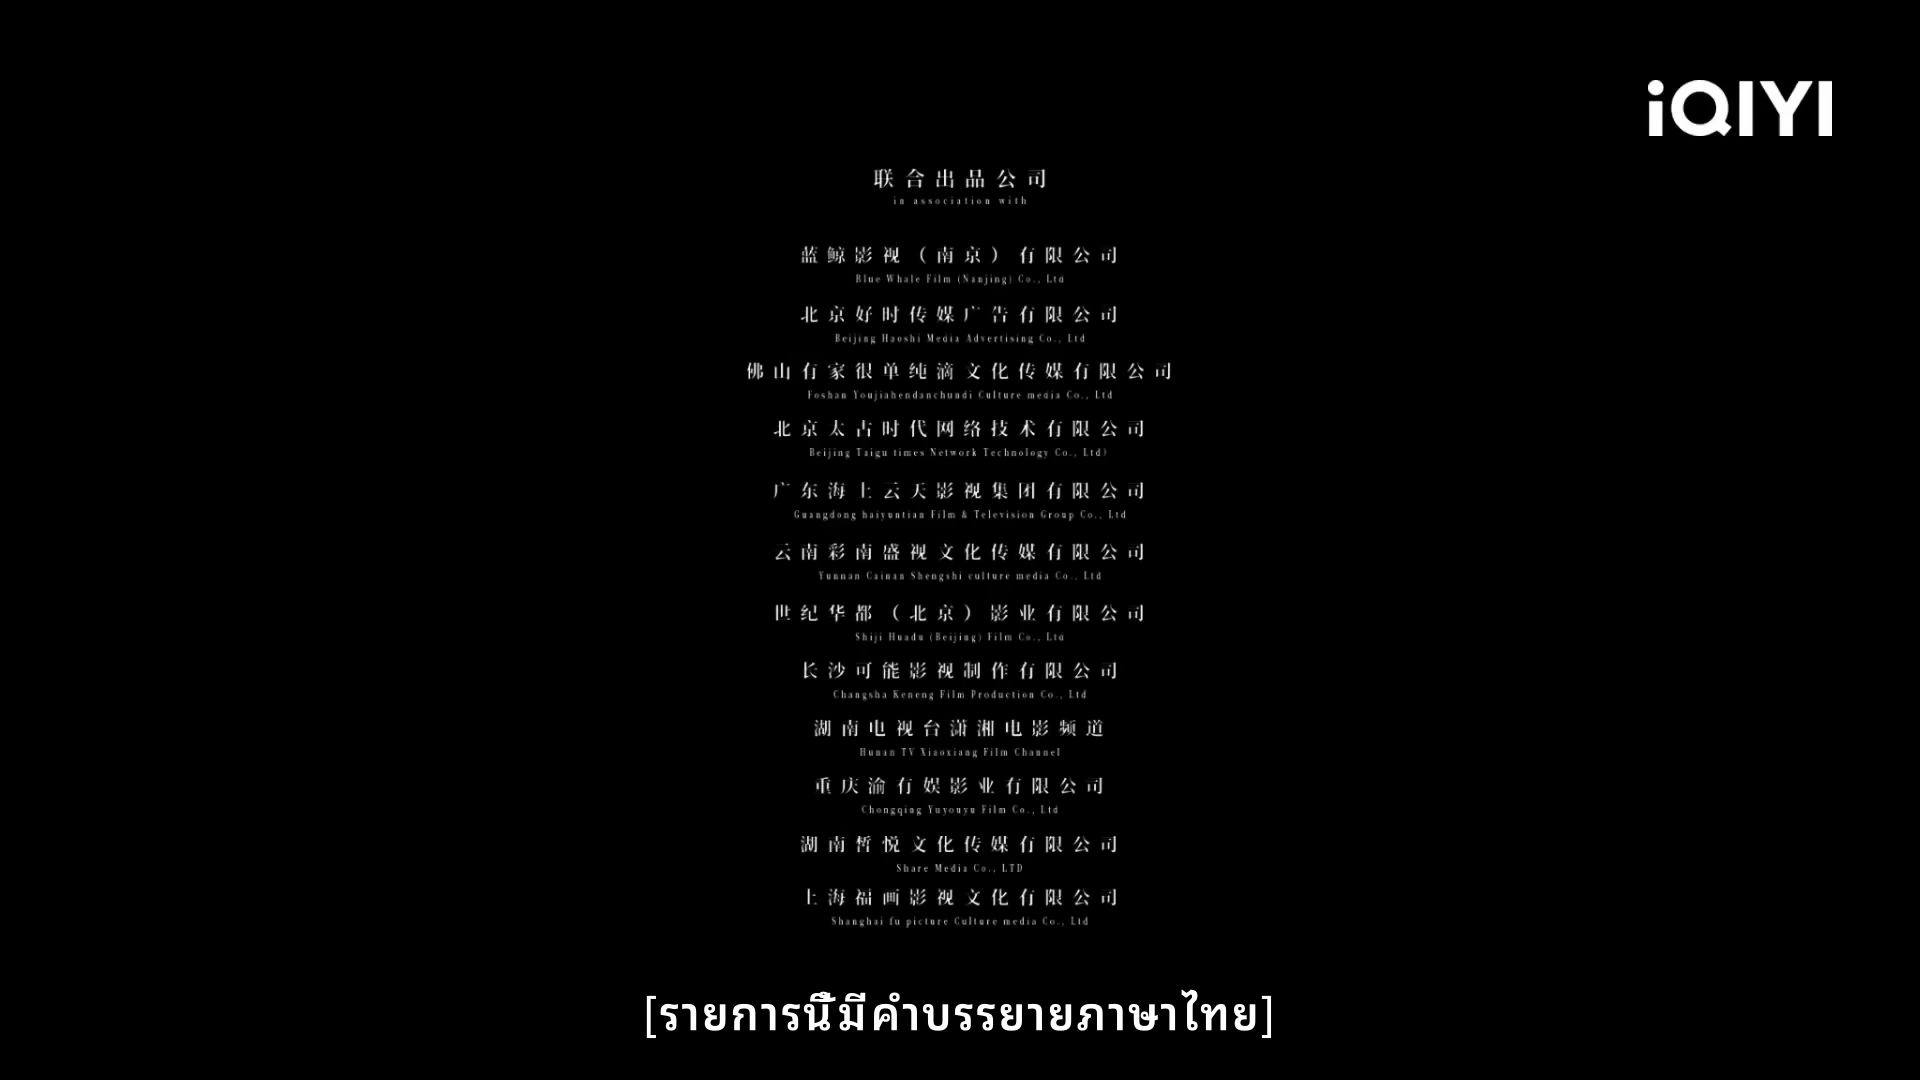 iQIYI
联合出品公司
in association with
蓝鲸影视（南京）有限公司
Blue Whale Film (Nanjing) Co., Ltd
北京好时传媒广告有限公司
Beijing Haoshi Media Advertising Co., Ltd
佛山有家很单纯滴文化传媒有限公司
Foshan Youjiahendanchundi Culture media Co., Ltd
北京太古时代网络技术有限公司
Beijing Taigu times Network Technology Co., Ltd)
广东海上云天影视集团有限公司
Guangdong haiyuntian Film & Television Group Co., Ltd
云南彩南盛视文化传媒有限公司
Yunnan Cainan Shengshi culture media Co., Ltd
世纪华都（北京）影业有限公司
Shiji Huadu (Beijing) Film Co., Ltd
长沙可能影视制作有限公司
Changsha Keneng Film Production Co., Ltd
湖南电视台潇湘电影频道
Hunan TV Xiaoxiang Film Channel
重庆渝有娱影业有限公司
Chongqing Yuyouyu Film Co., Ltd
湖南皙悦文化传媒有限公司
Share Media Co., LTD
上海福画影视文化有限公司
Shanghai fu picture Culture media Co., Ltd
[รายการนี้มีคำบรรยายภาษาไทย]